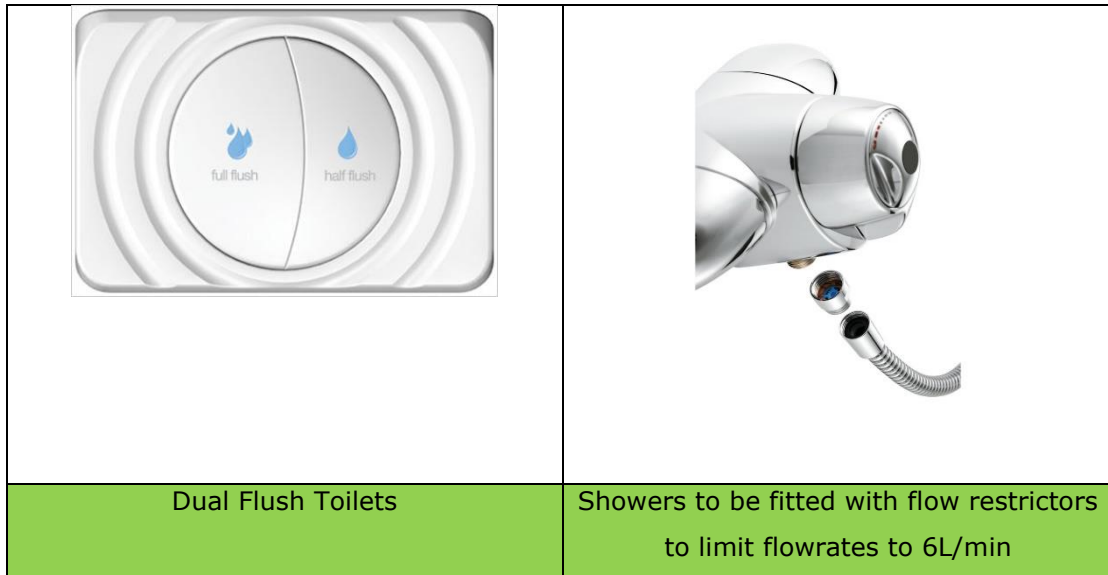 full flush
half flush
Dual Flush Toilets
Showers to be fitted with flow restrictors
to limit flowrates to 6L/min